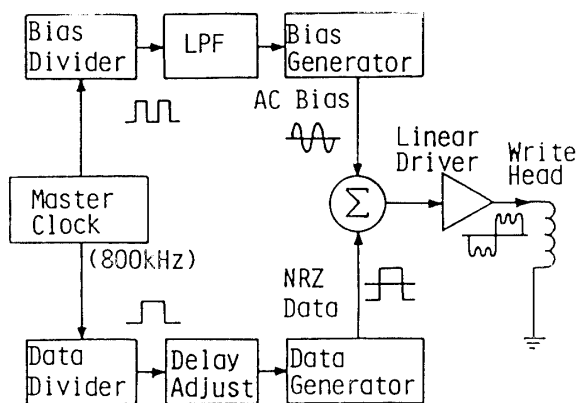 Bias
Divider
LPF
Bias
Generator
AC Bias
Linear
Driver
Write
Head
Master
Clock
(800kHz)
Σ
NRZ
Data
Data
Divider
Delay
Adjust
Data
Generator